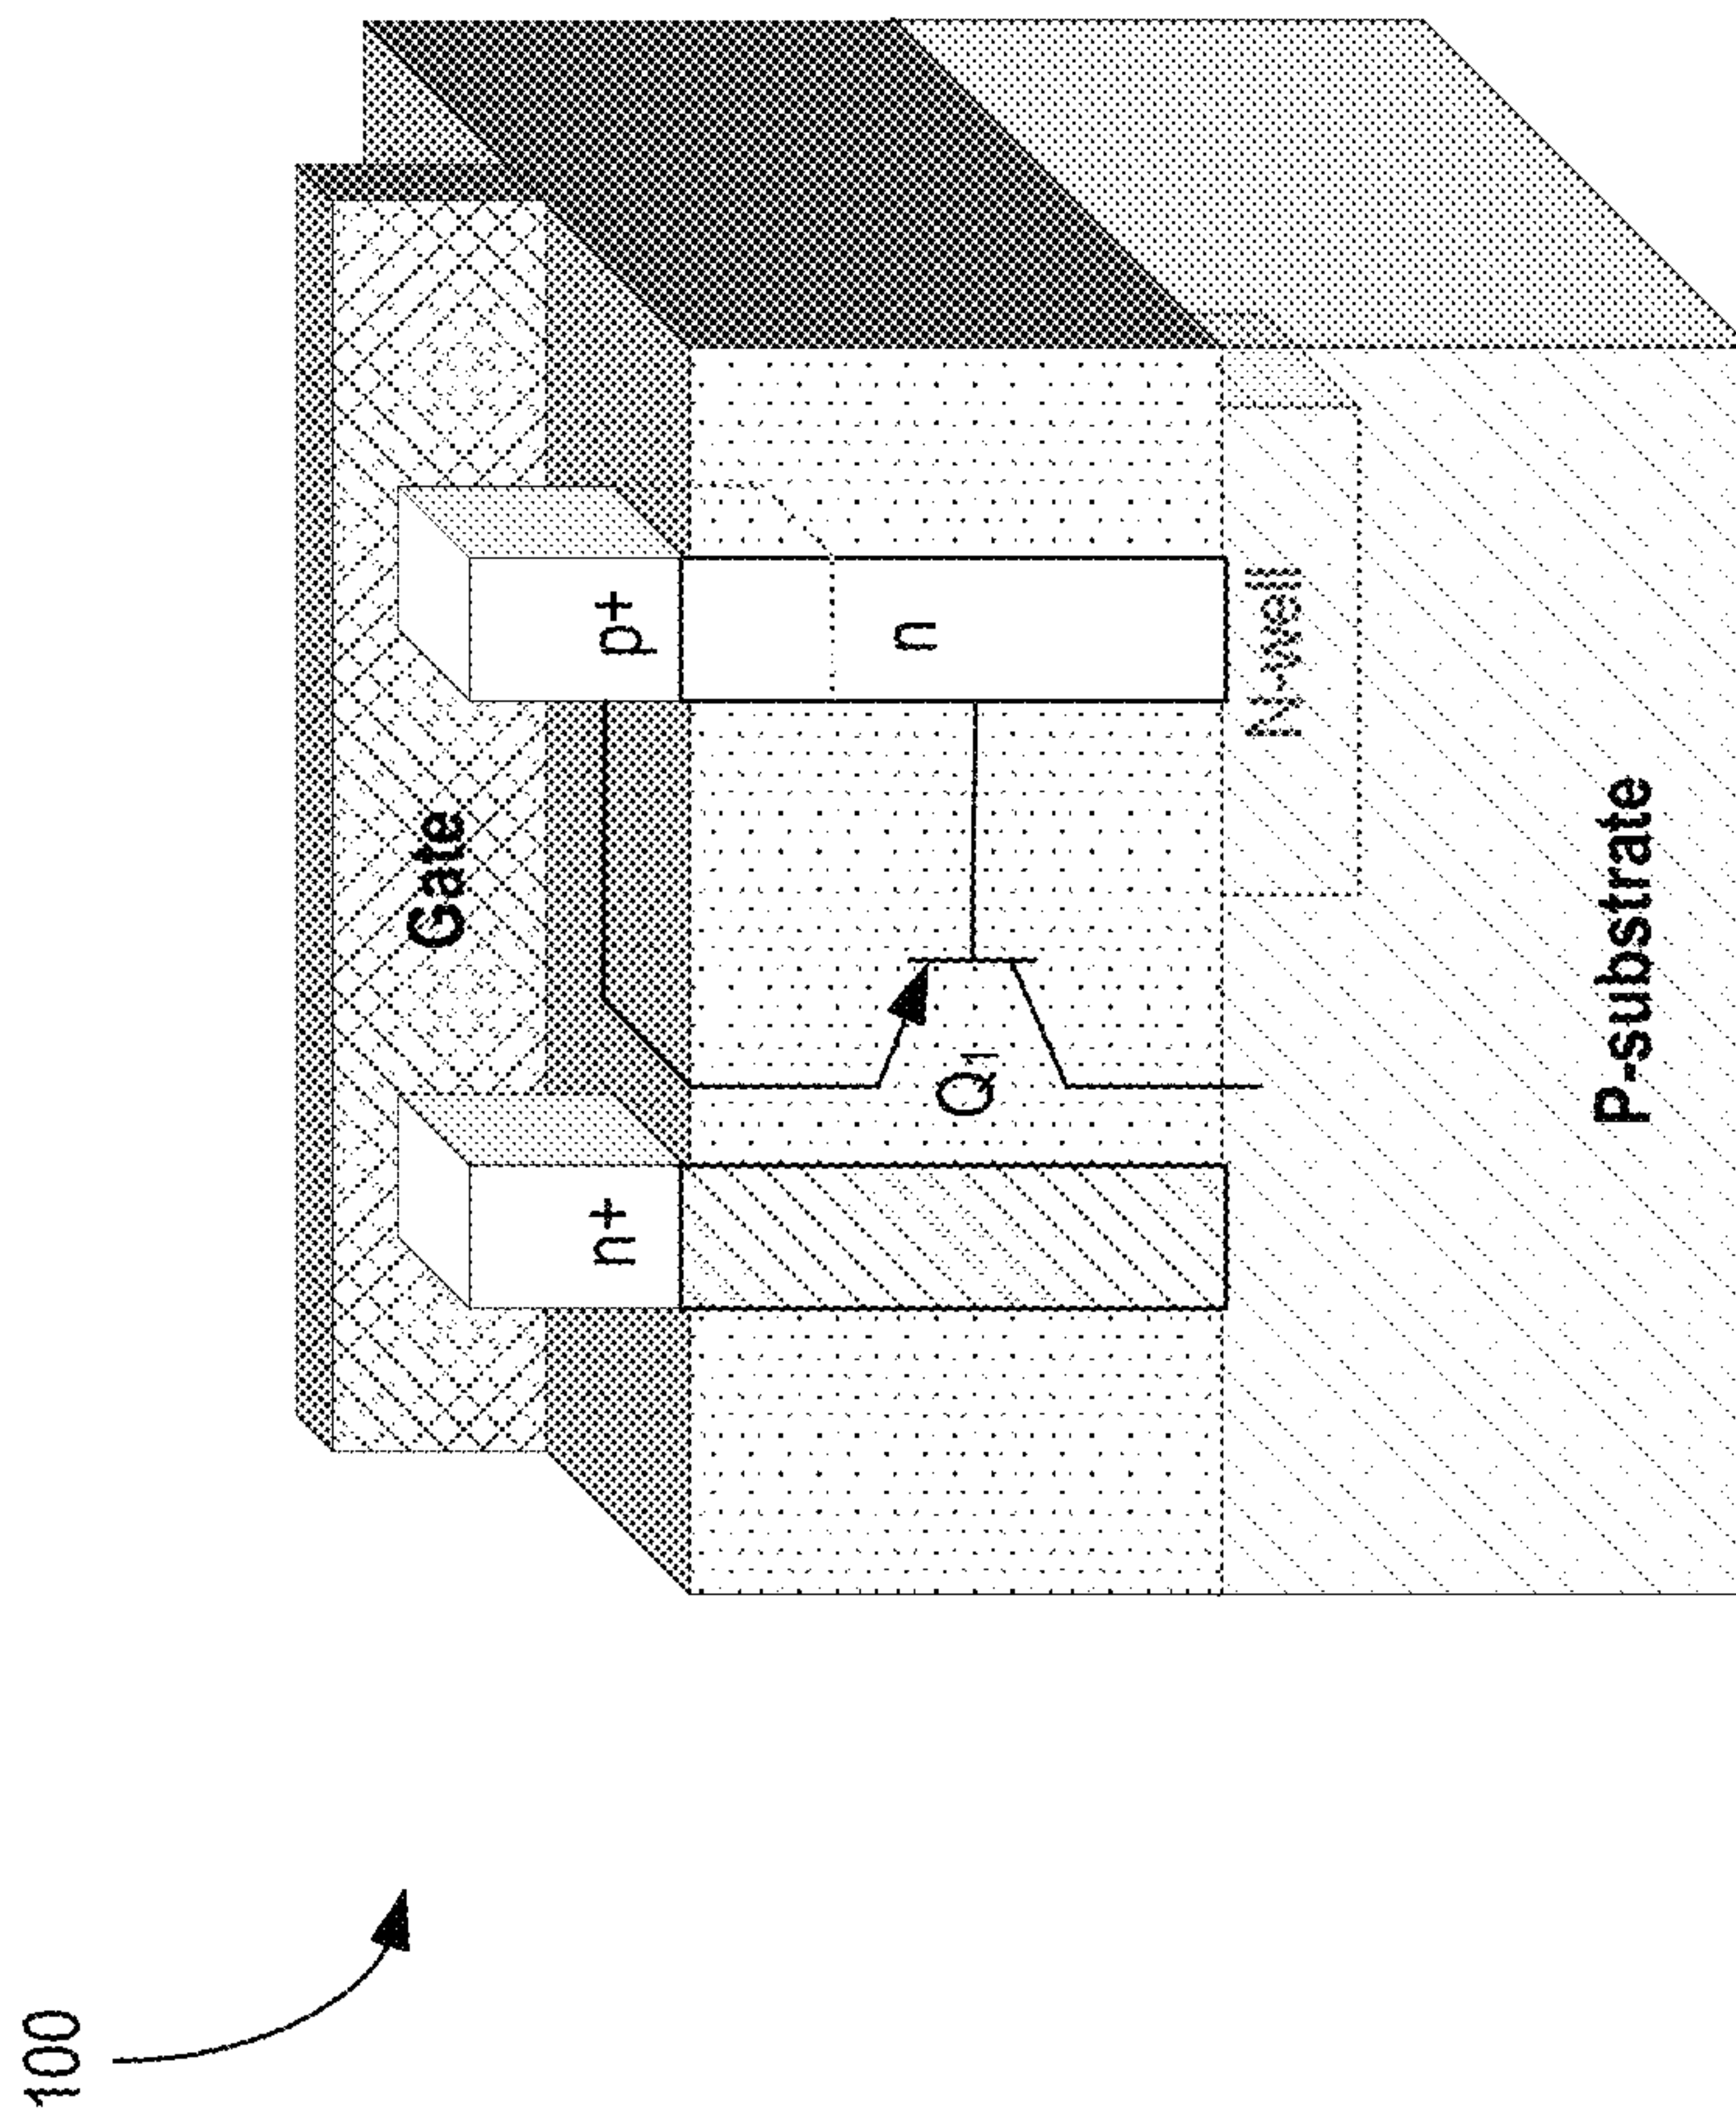 100
Gate
n+
p+
Q1
n
N-well
P-substrate